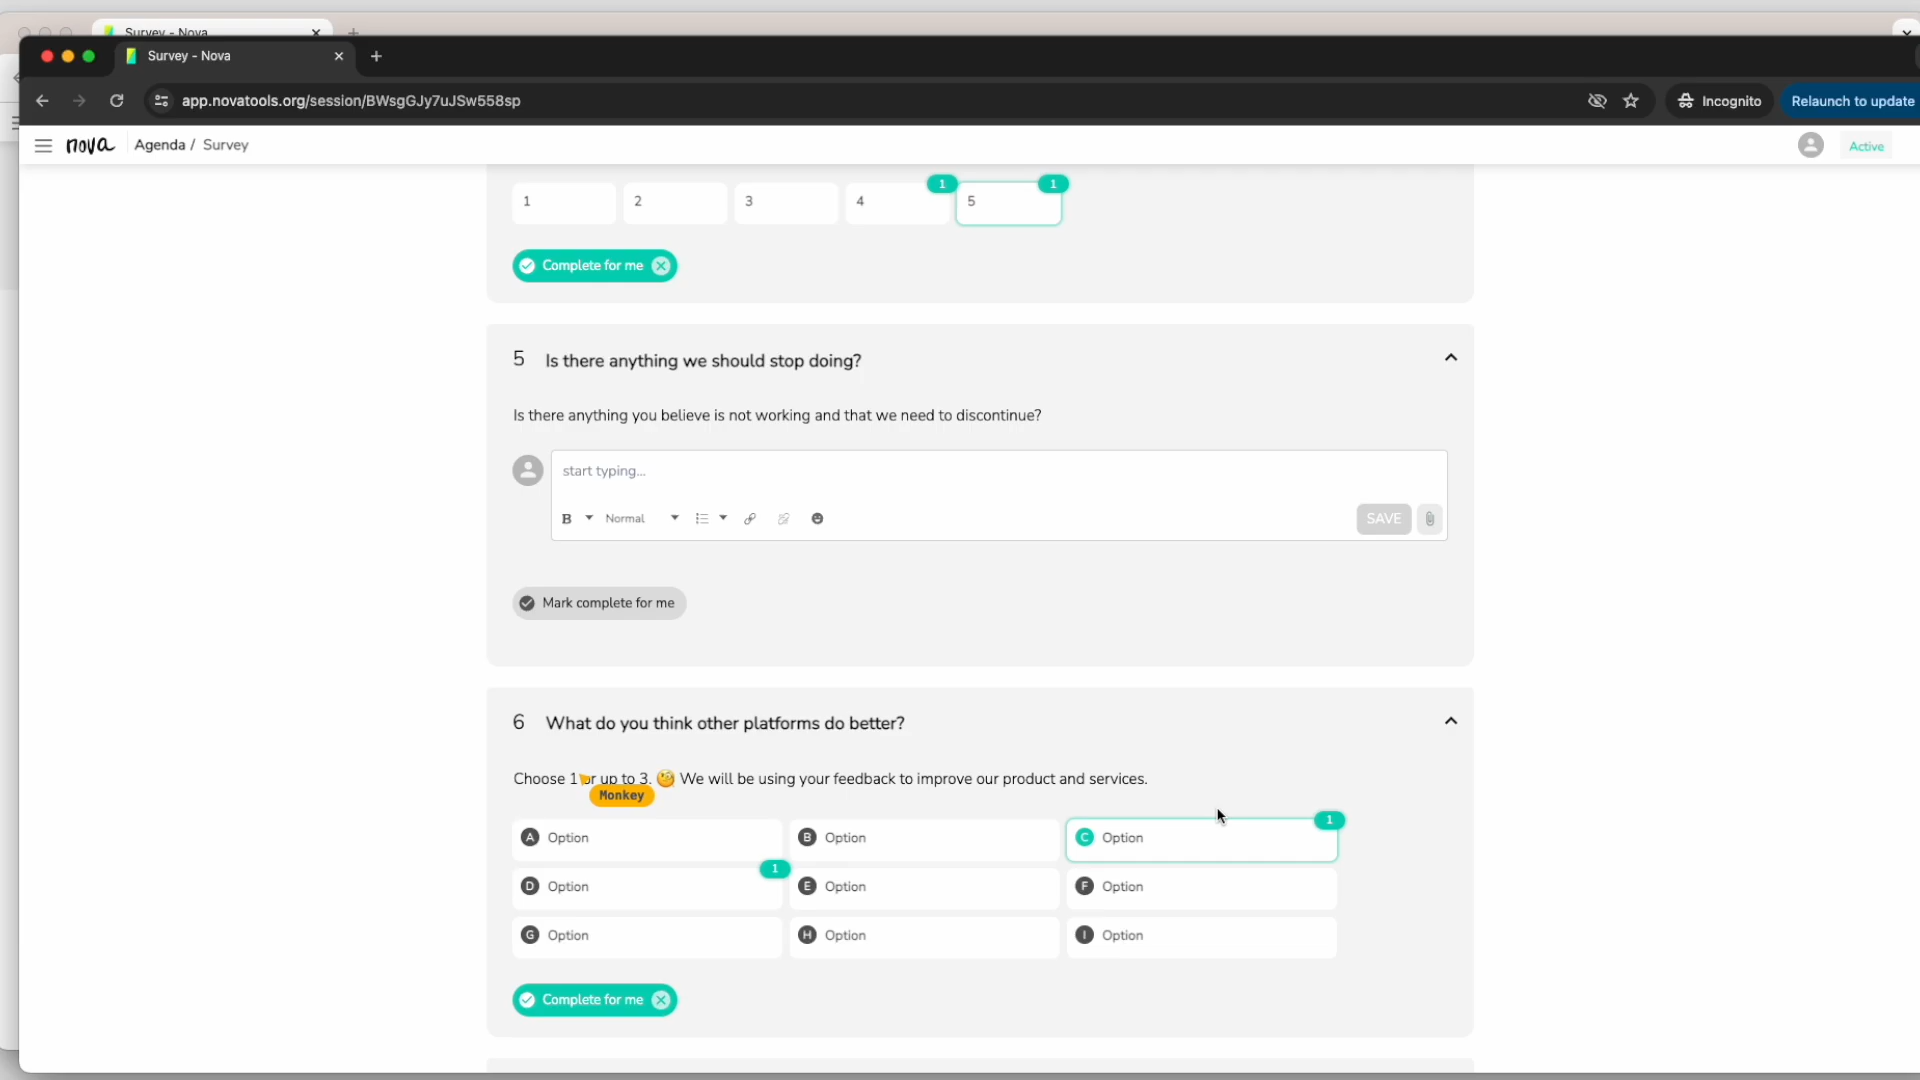 Survey - Nova
Survey - Nova
app.novatools.org/session/BWsgGJy7uJSw558sp
Incognito
Relaunch to update
nova
Agenda / Survey
Active
1 1
1 2 3 4 5
Complete for me
5 Is there anything we should stop doing?
Is there anything you believe is not working and that we need to discontinue?
start typing...
B Normal
SAVE
Mark complete for me
6 What do you think other platforms do better?
Choose 1 or up to 3. 🧐 We will be using your feedback to improve our product and services.
Monkey
1
A Option B Option C Option
1
D Option E Option F Option
G Option H Option I Option
Complete for me